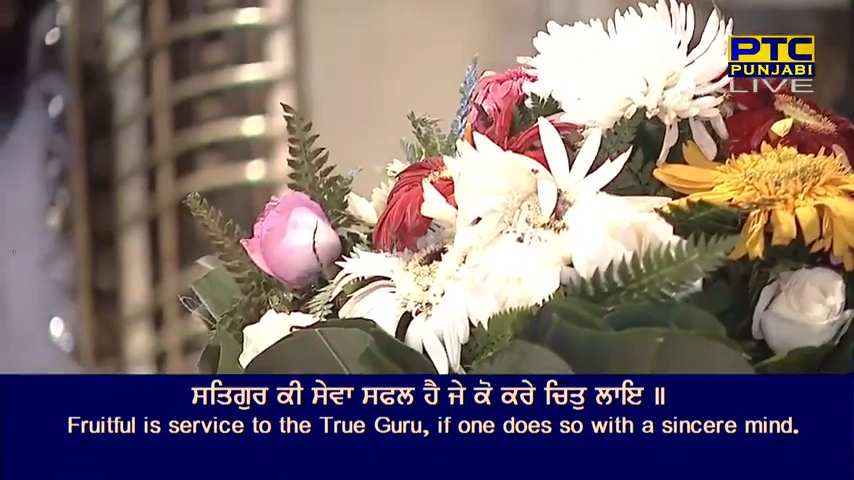 PTC
PUNJABI
LIVE
ਸਤਿਗੁਰ ਕੀ ਸੇਵਾ ਸਫਲ ਹੈ ਜੇ ਕੋ ਕਰੇ ਚਿਤੁ ਲਾਇ ॥
Fruitful is service to the True Guru, if one does so with a sincere mind.